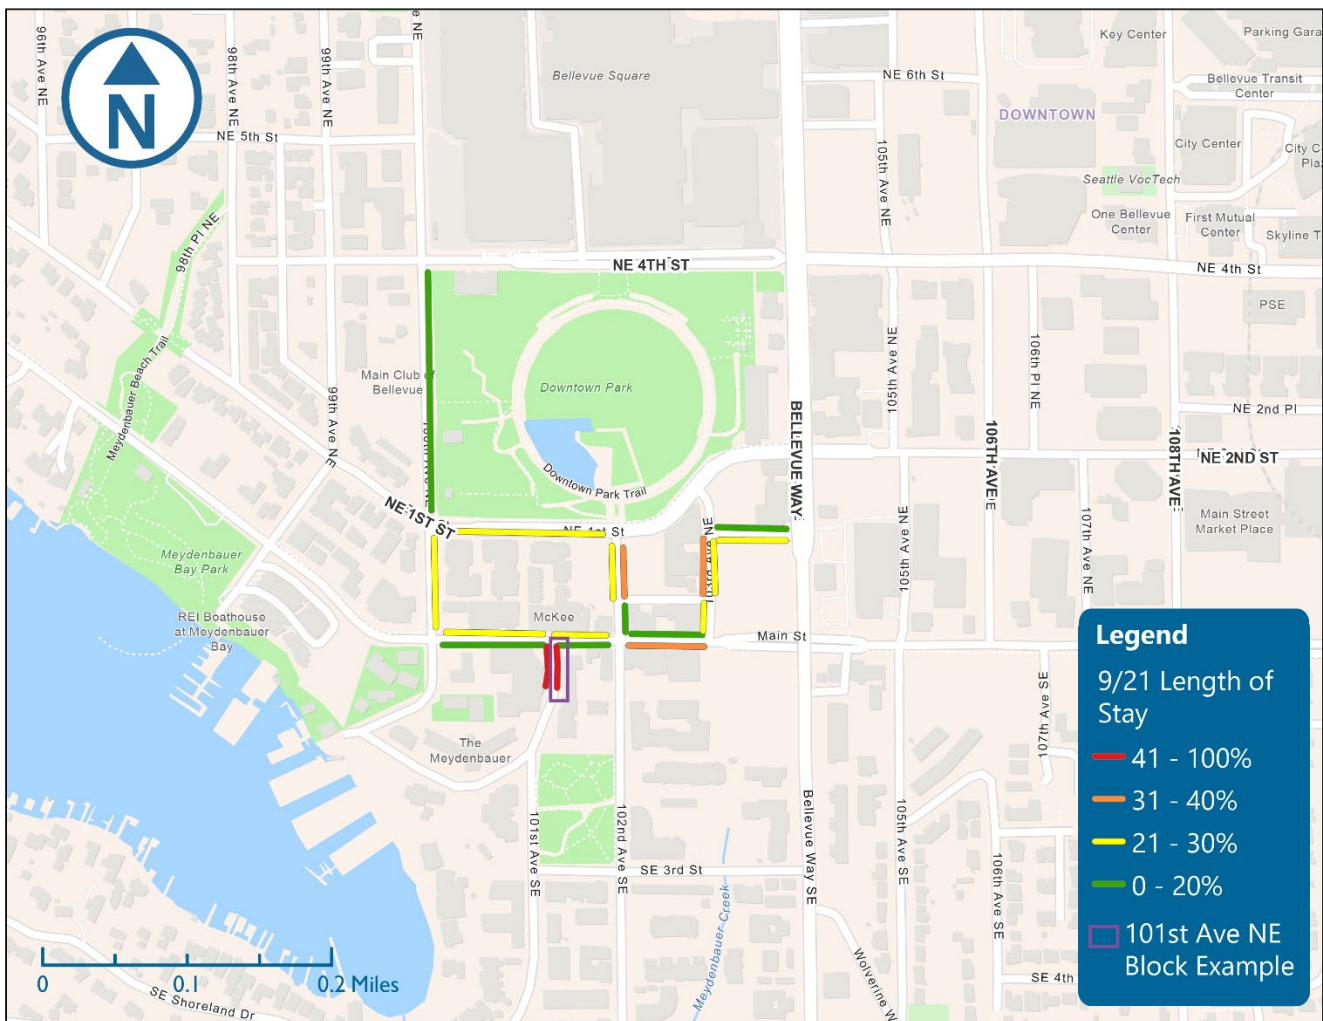 N
96th Ave NE
98th Ave NE
99th Ave NE
Bellevue Square
Key Center
Parking Gara
NE 6th St
Bellevue Transit
Center
DOWNTOWN
NE 5th St
105th Ave NE
City Center
City C
Plaz
Seattle VocTech
98th Pl NE
One Bellevue
Center
First Mutual
Center
Skyline T
NE 4TH ST
NE 4th St
PSE
Meydenbauer Beach Trail
Main Club of
Bellevue
Downtown Park
99th Ave NE
105th Ave NE
106th Pl NE
NE 2nd Pl
BELLEVUE WAY
106TH AVE
108TH AVE
NE 2ND ST
Downtown Park Trail
NE 1ST ST
NE 1st St
103rd Ave NE
105th Ave NE
107th Ave NE
Main Street
Market Place
Meydenbauer
Bay Park
REI Boathouse
at Meydenbauer
Bay
McKee
Main St
107th Ave SE
The
Meydenbauer
Bellevue Way SE
101st Ave SE
102nd Ave SE
105th Ave SE
106th Ave SE
SE 3rd St
Meydenbauer Creek
Wolverine W
SE 4th
SE Shoreland Dr
0 0.1 0.2 Miles
Legend
9/21 Length of
Stay
41 - 100%
31 - 40%
21 - 30%
0 - 20%
101st Ave NE
Block Example